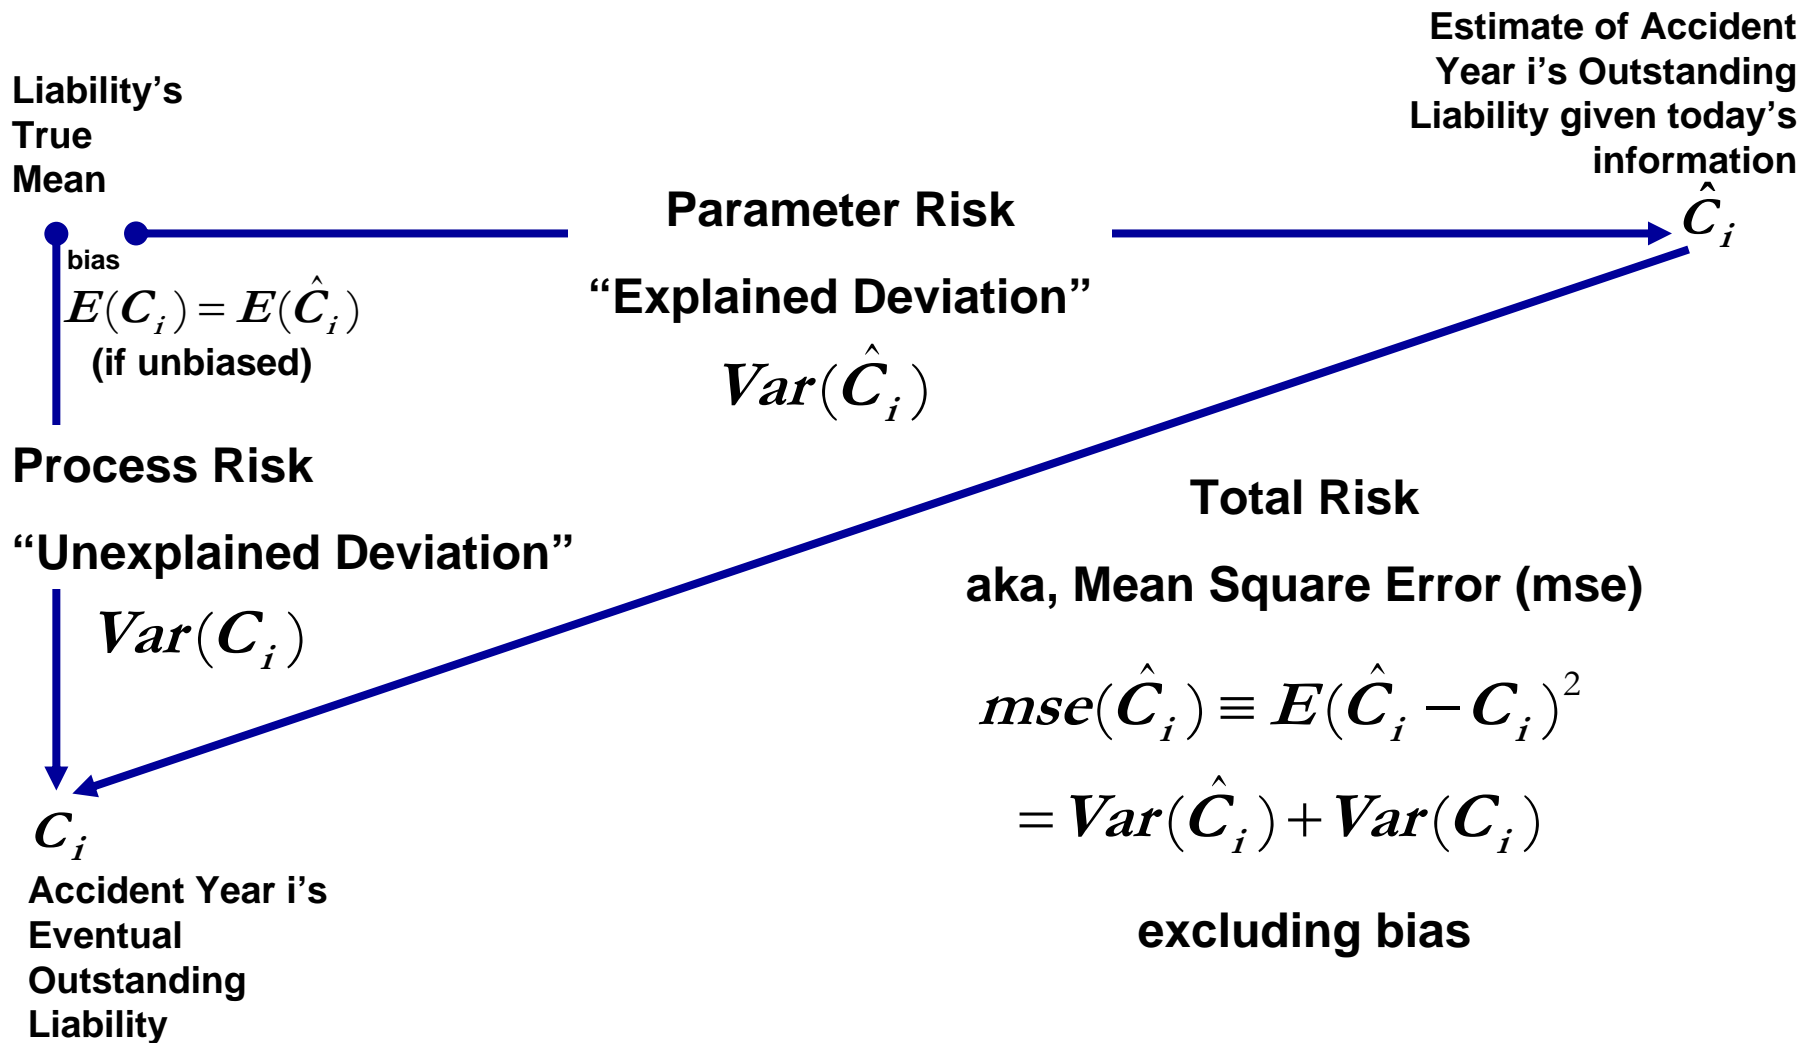 Estimate of Accident
Year i’s Outstanding
Liability given today’s
information
Ĉ_i
Liability’s
True
Mean
Parameter Risk
bias
E(C_i) = E(Ĉ_i)
(if unbiased)
“Explained Deviation”
Var(Ĉ_i)
Process Risk
“Unexplained Deviation”
Var(C_i)
Total Risk
aka, Mean Square Error (mse)
mse(Ĉ_i) ≡ E(Ĉ_i − C_i)²
= Var(Ĉ_i) + Var(C_i)
excluding bias
C_i
Accident Year i’s
Eventual
Outstanding
Liability